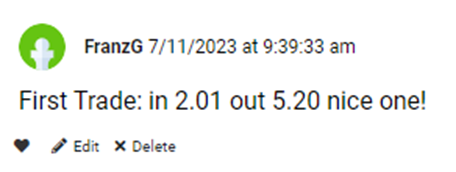 FranzG 7/11/2023 at 9:39:33 am
First Trade: in 2.01 out 5.20 nice one!
Edit Delete